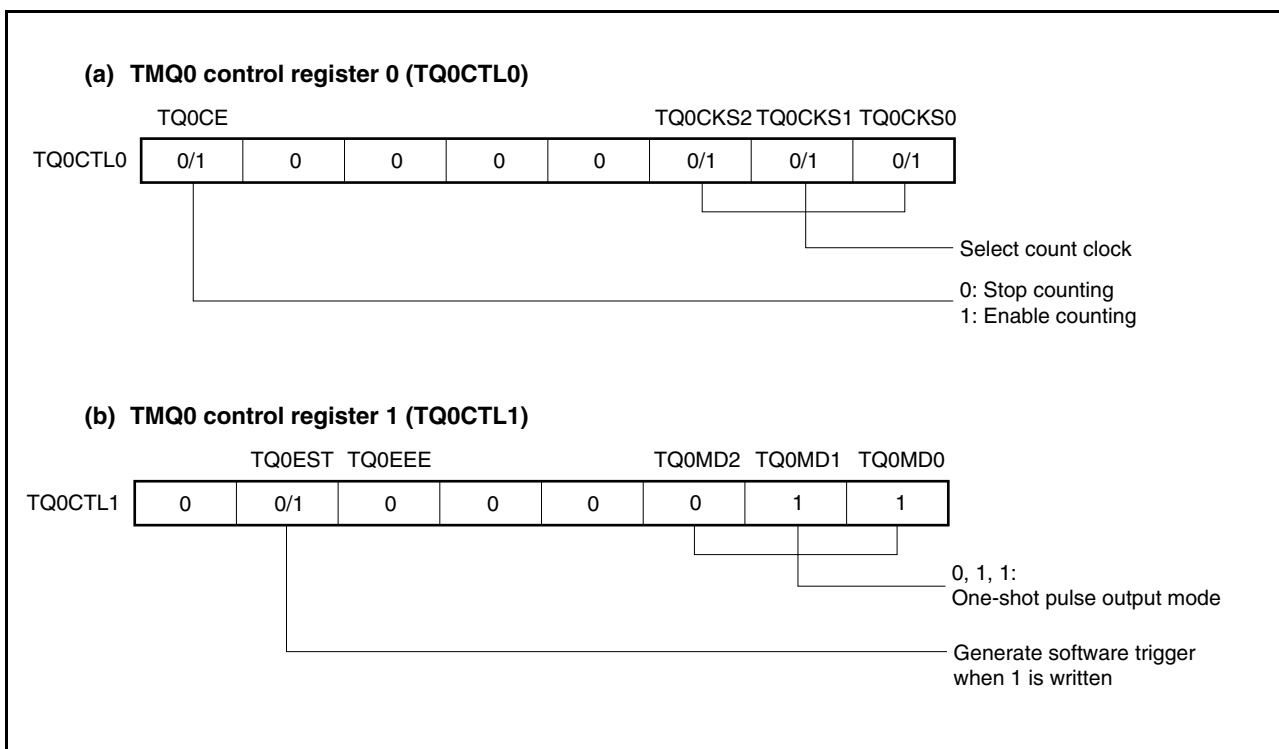 (a) TMQ0 control register 0 (TQ0CTL0)
TQ0CE TQ0CKS2 TQ0CKS1 TQ0CKS0
TQ0CTL0 0/1 0 0 0 0 0/1 0/1 0/1
Select count clock
0: Stop counting
1: Enable counting
(b) TMQ0 control register 1 (TQ0CTL1)
TQ0EST TQ0EEE TQ0MD2 TQ0MD1 TQ0MD0
TQ0CTL1 0 0/1 0 0 0 0 1 1
0, 1, 1:
One-shot pulse output mode
Generate software trigger
when 1 is written